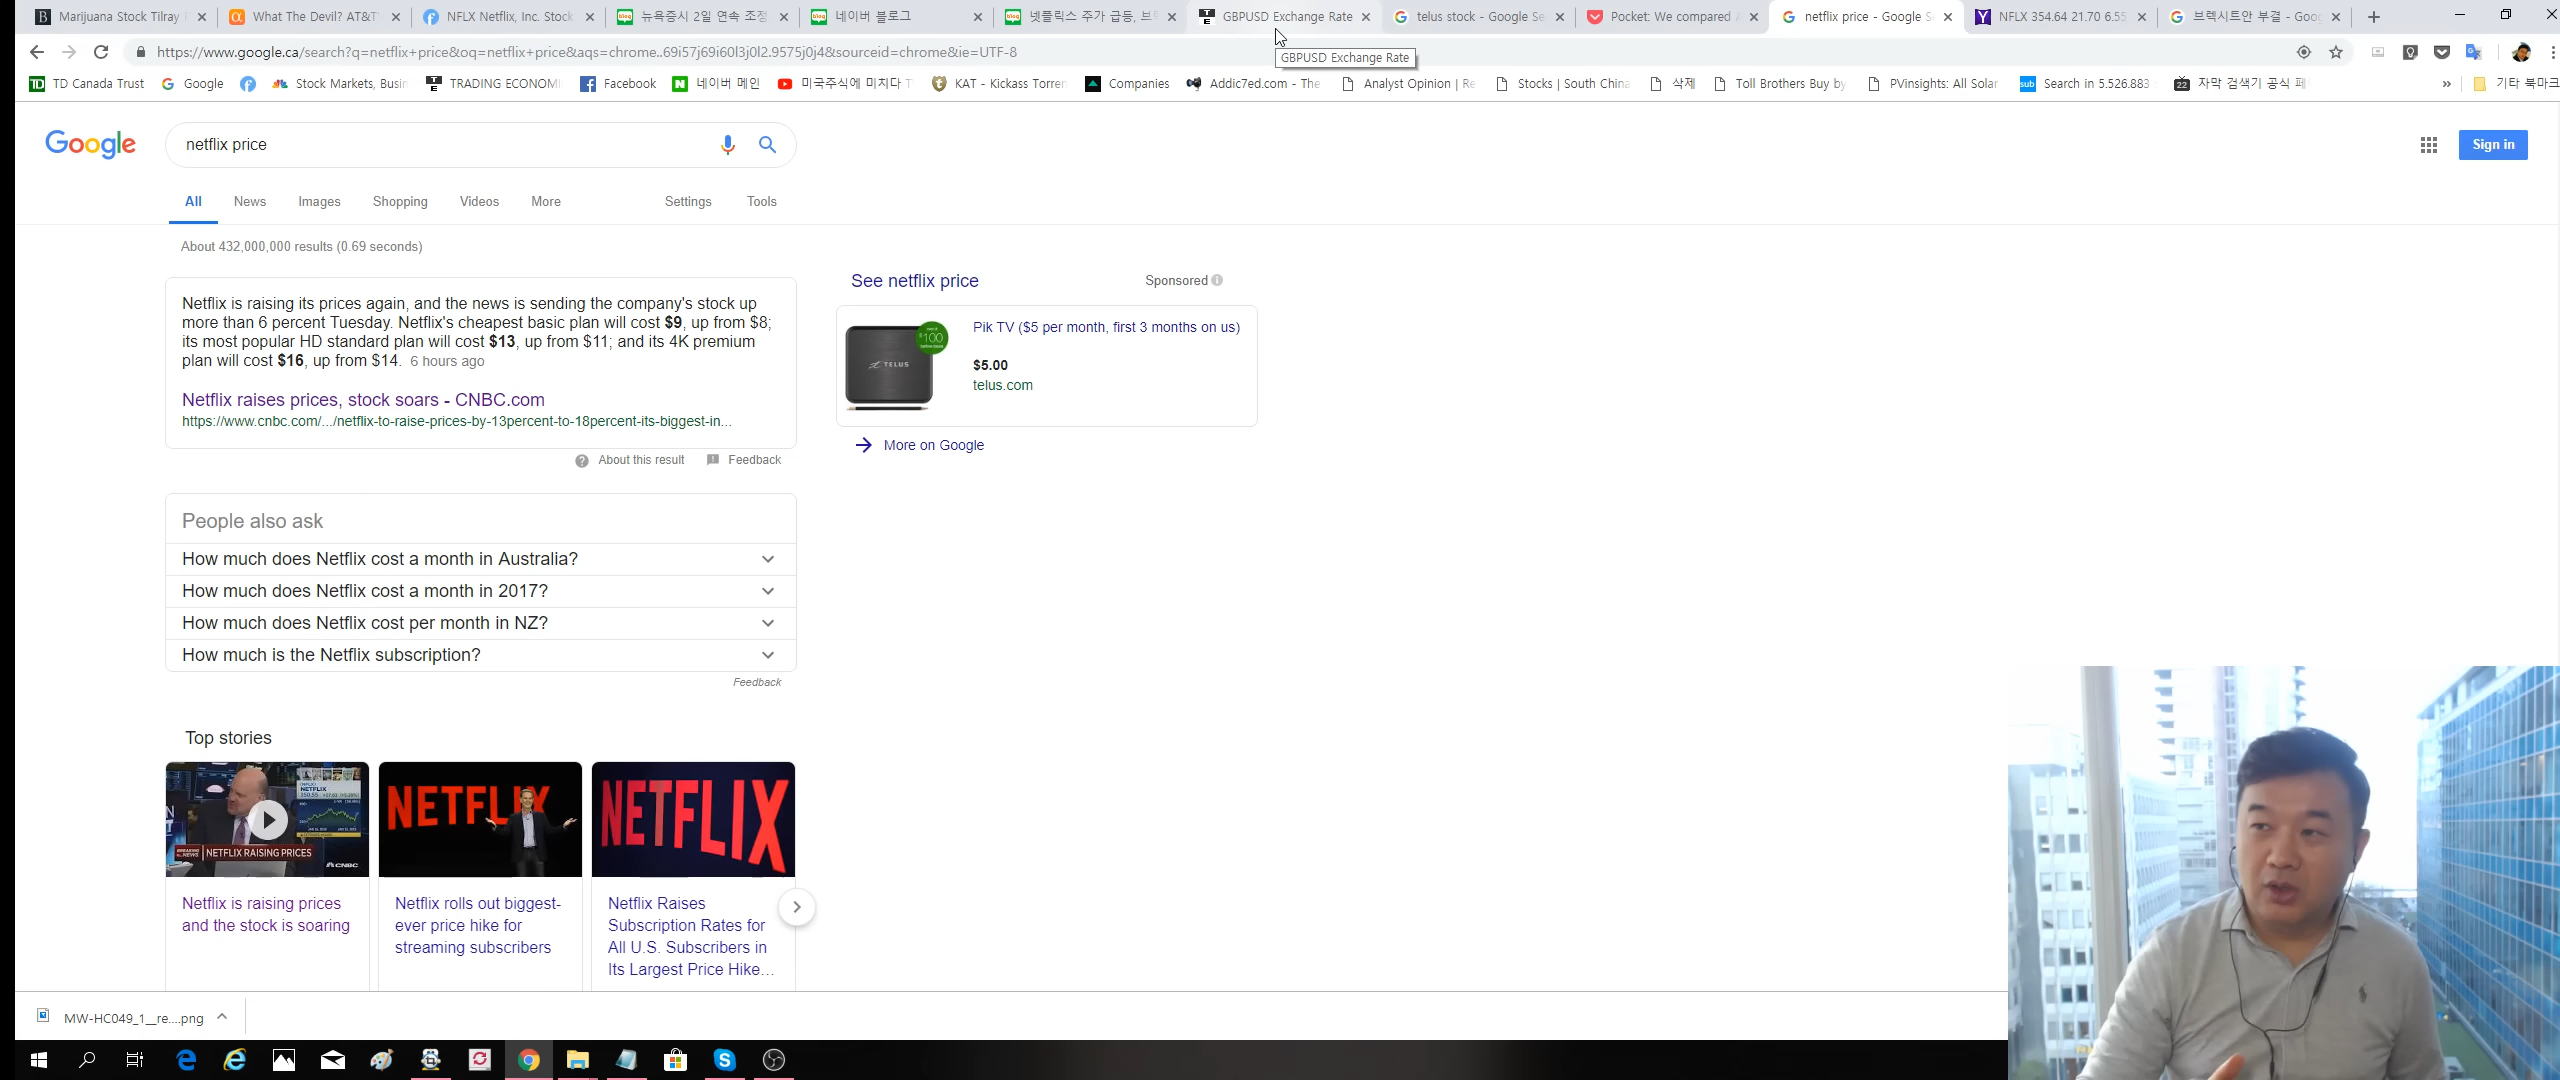 Marijuana Stock Tilray
What The Devil? AT&T
NFLX Netflix, Inc. Stock
뉴욕증시 2일 연속 조정
네이버 블로그
넷플릭스 주가 급등, 브렉
GBPUSD Exchange Rate
telus stock - Google Se
Pocket: We compared A
netflix price - Google S
NFLX 354.64 21.70 6.55
브렉시트안 부결 - Goog
https://www.google.ca/search?q=netflix+price&oq=netflix+price&aqs=chrome..69i57j69i60l3j0l2.9575j0j4&sourceid=chrome&ie=UTF-8
GBPUSD Exchange Rate
TD Canada Trust
Google
Stock Markets, Busin
TRADING ECONOMI
Facebook
네이버 메인
미국주식에 미치다 T
KAT - Kickass Torren
Companies
Addic7ed.com - The
Analyst Opinion | Re
Stocks | South China
삭제
Toll Brothers Buy by
PVinsights: All Solar
sub Search in 5.526.883
22 자막 검색기 공식 페
»
기타 북마크
Google
netflix price
Sign in
All
News
Images
Shopping
Videos
More
Settings
Tools
About 432,000,000 results (0.69 seconds)
Netflix is raising its prices again, and the news is sending the company's stock up
more than 6 percent Tuesday. Netflix's cheapest basic plan will cost $9, up from $8;
its most popular HD standard plan will cost $13, up from $11; and its 4K premium
plan will cost $16, up from $14. 6 hours ago
Netflix raises prices, stock soars - CNBC.com
https://www.cnbc.com/.../netflix-to-raise-prices-by-13percent-to-18percent-its-biggest-in...
About this result
Feedback
See netflix price
Sponsored
$100
TELUS
Pik TV ($5 per month, first 3 months on us)
$5.00
telus.com
More on Google
People also ask
How much does Netflix cost a month in Australia?
How much does Netflix cost a month in 2017?
How much does Netflix cost per month in NZ?
How much is the Netflix subscription?
Feedback
Top stories
NETFLIX
BREAKING NEWS NETFLIX RAISING PRICES
CNBC
NETFLIX
NETFLIX
Netflix is raising prices
and the stock is soaring
Netflix rolls out biggest-
ever price hike for
streaming subscribers
Netflix Raises
Subscription Rates for
All U.S. Subscribers in
Its Largest Price Hike...
MW-HC049_1__re....png